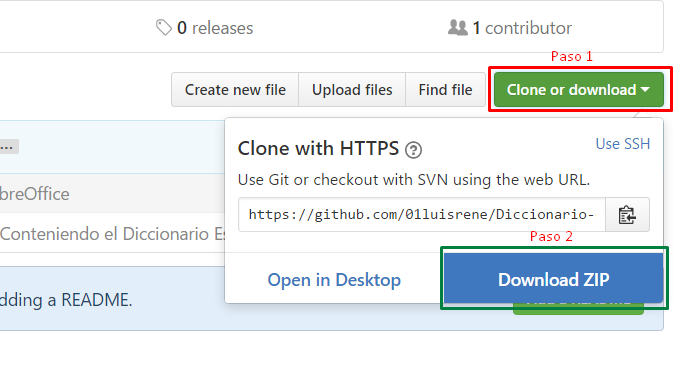 0 releases
1 contributor
Paso 1
Create new file
Upload files
Find file
Clone or download
...
Clone with HTTPS
Use SSH
breOffice
Use Git or checkout with SVN using the web URL.
https://github.com/01luisrene/Diccionario-
Conteniendo el Diccionario Es
Paso 2
Open in Desktop
Download ZIP
dding a README.